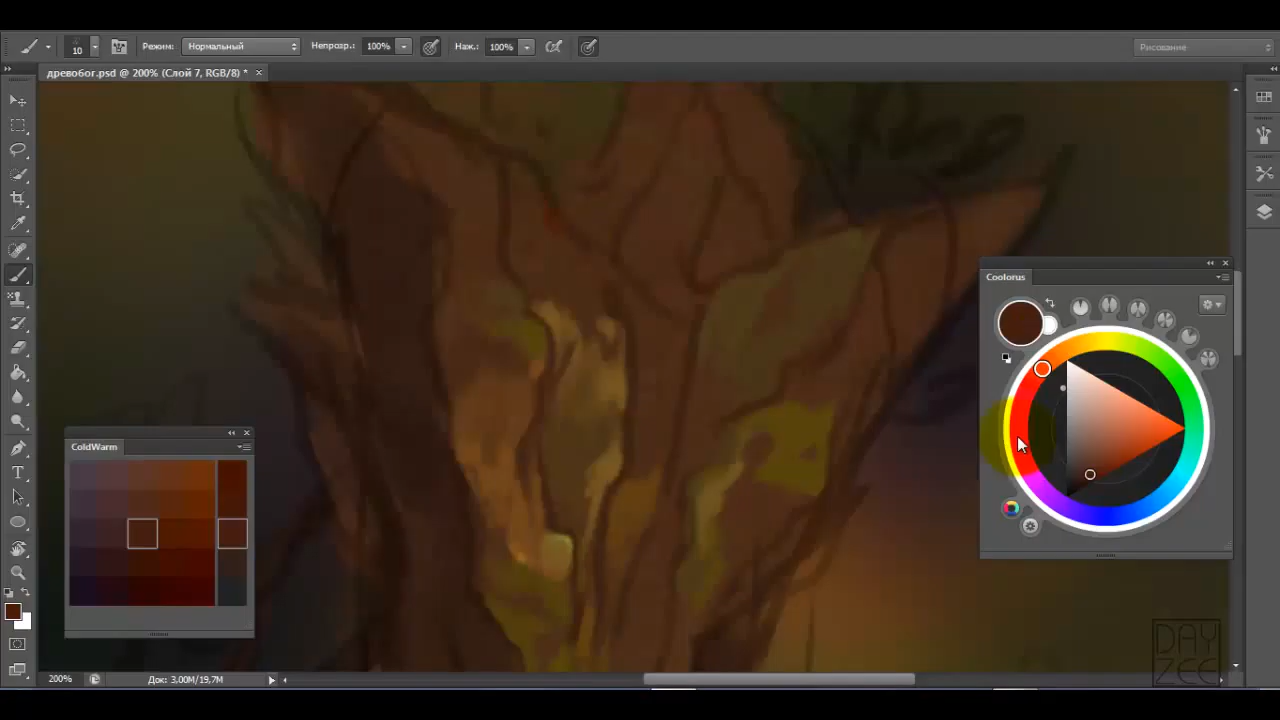 10
Режим:
Нормальный
Непрозр.:
100%
Наж.:
100%
Рисование
древобог.psd @ 200% (Слой 7, RGB/8) *
Coolorus
ColdWarm
T
200%
Док: 3,00M/19,7M
DAY
ZEE